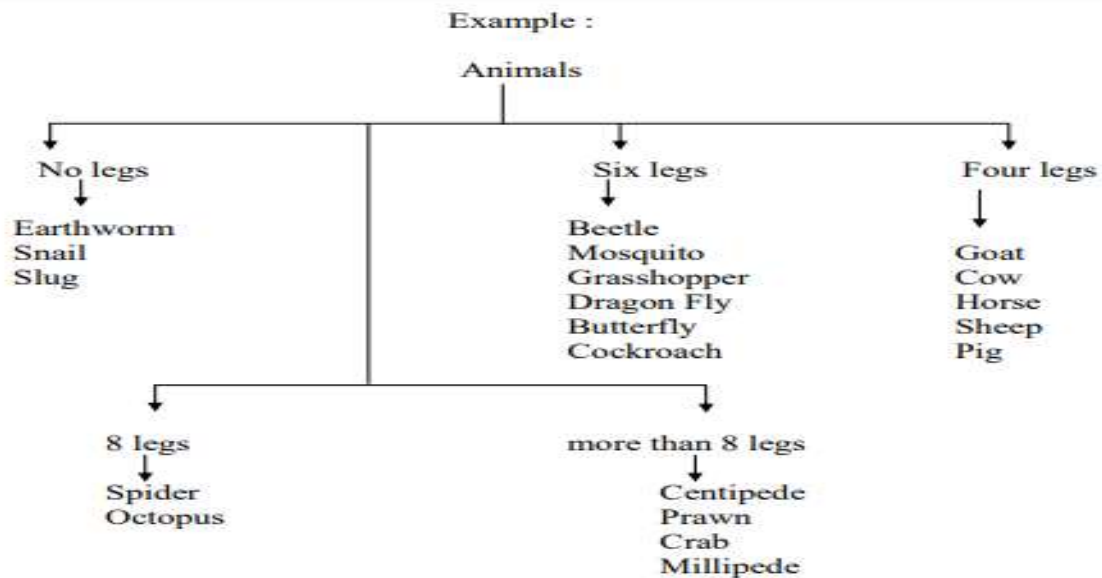 Example :
Animals
No legs
Six legs
Four legs
Earthworm
Snail
Slug
Beetle
Mosquito
Grasshopper
Dragon Fly
Butterfly
Cockroach
Goat
Cow
Horse
Sheep
Pig
8 legs
more than 8 legs
Spider
Octopus
Centipede
Prawn
Crab
Millipede